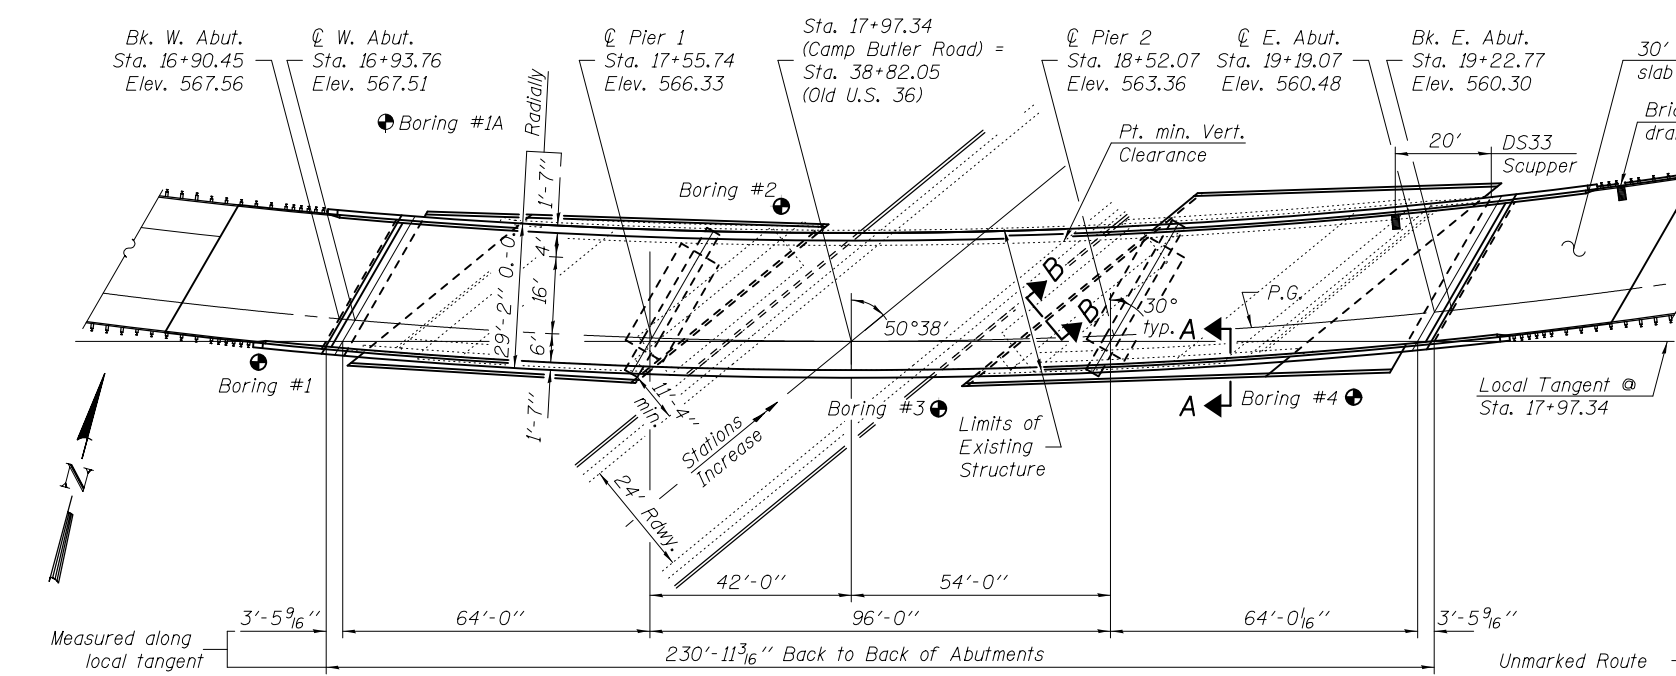 Bk. W. Abut.
Sta. 16+90.45
Elev. 567.56
℄ W. Abut.
Sta. 16+93.76
Elev. 567.51
℄ Pier 1
Sta. 17+55.74
Elev. 566.33
Sta. 17+97.34
(Camp Butler Road) =
Sta. 38+82.05
(Old U.S. 36)
℄ Pier 2
Sta. 18+52.07
Elev. 563.36
℄ E. Abut.
Sta. 19+19.07
Elev. 560.48
Bk. E. Abut.
Sta. 19+22.77
Elev. 560.30
30'
slab
Boring #1A
Radially
Pt. min. Vert.
Clearance
20'
DS33
Scupper
Boring #2
1'-7"
29'-2" O.-O.
4'
16'
6'
1'-7"
B
B
30°
typ.
P.G.
50°38'
A
A
Boring #1
11'-4"
min.
Boring #3
Boring #4
Local Tangent @
Sta. 17+97.34
Stations
Increase
Limits of
Existing
Structure
24' Rdwy.
N
42'-0"
54'-0"
3'-5 9/16"
64'-0"
96'-0"
64'-0 1/16"
3'-5 9/16"
Measured along
local tangent
230'-11 3/16" Back to Back of Abutments
Unmarked Route